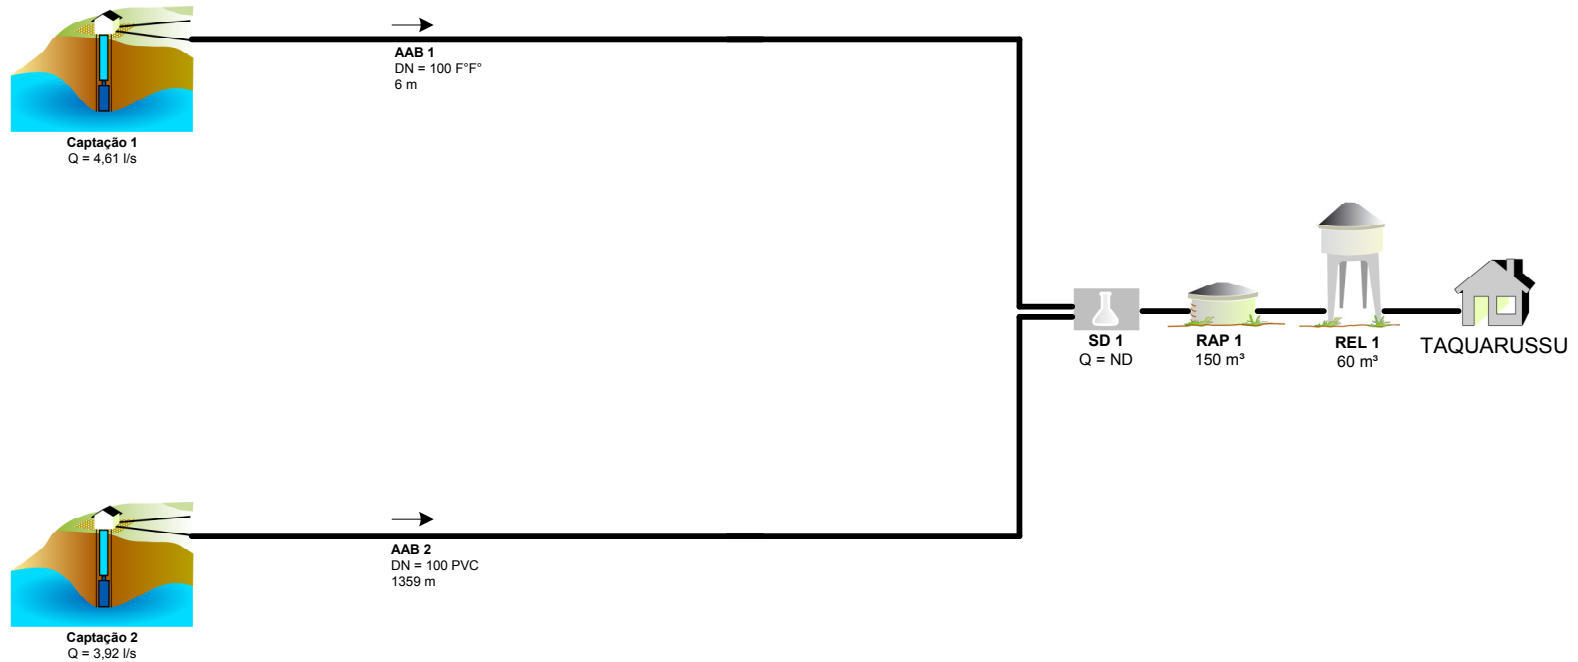 AAB 1
DN = 100 F°F°
6 m
Captação 1
Q = 4,61 l/s
SD 1
Q = ND
RAP 1
150 m³
REL 1
60 m³
TAQUARUSSU
AAB 2
DN = 100 PVC
1359 m
Captação 2
Q = 3,92 l/s